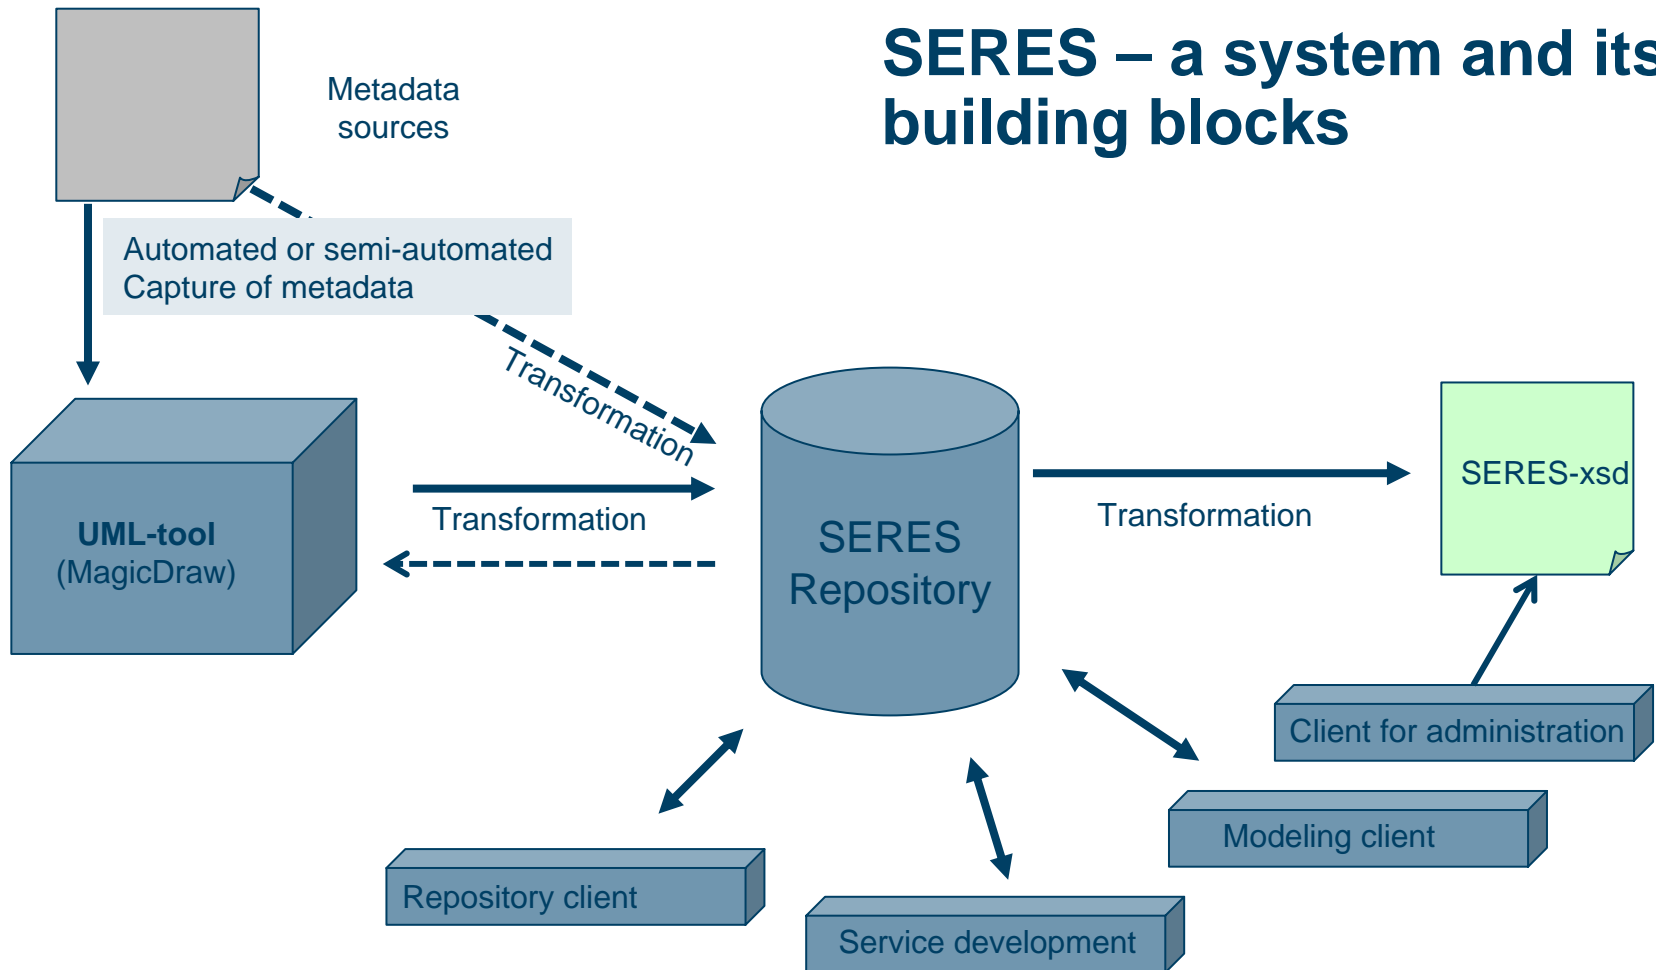 SERES – a system and its
building blocks
Metadata
sources
Automated or semi-automated
Capture of metadata
Transformation
Transformation
UML-tool
(MagicDraw)
SERES
Repository
Transformation
SERES-xsd
Client for administration
Modeling client
Repository client
Service development